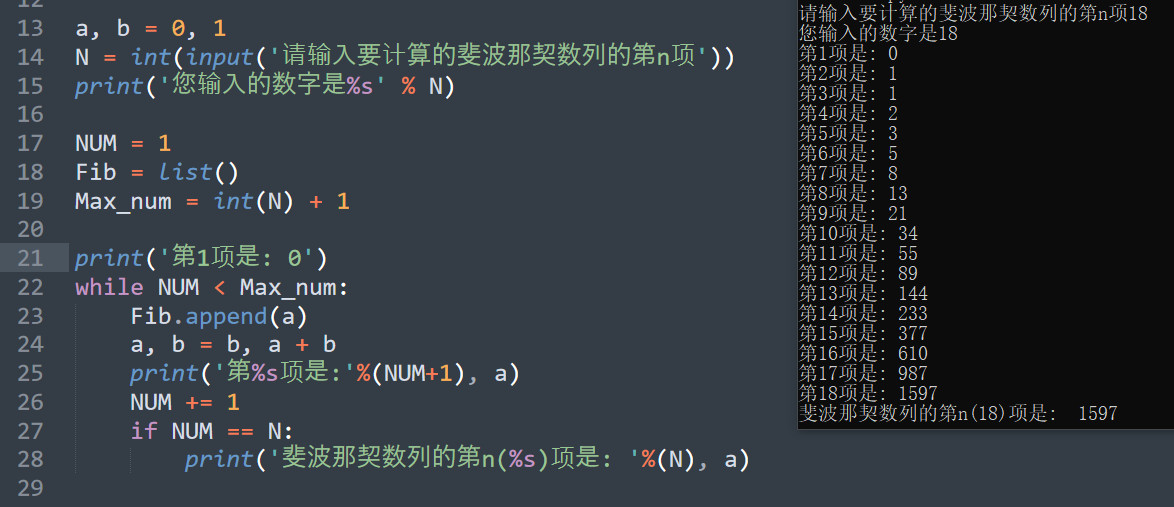 12
13 a, b = 0, 1
14 N = int(input('请输入要计算的斐波那契数列的第n项'))
15 print('您输入的数字是%s' % N)
16
17 NUM = 1
18 Fib = list()
19 Max_num = int(N) + 1
20
21 print('第1项是: 0')
22 while NUM < Max_num:
23     Fib.append(a)
24     a, b = b, a + b
25     print('第%s项是:'%(NUM+1), a)
26     NUM += 1
27     if NUM == N:
28         print('斐波那契数列的第n(%s)项是: '%(N), a)
29
请输入要计算的斐波那契数列的第n项18
您输入的数字是18
第1项是: 0
第2项是: 1
第3项是: 1
第4项是: 2
第5项是: 3
第6项是: 5
第7项是: 8
第8项是: 13
第9项是: 21
第10项是: 34
第11项是: 55
第12项是: 89
第13项是: 144
第14项是: 233
第15项是: 377
第16项是: 610
第17项是: 987
第18项是: 1597
斐波那契数列的第n(18)项是:  1597